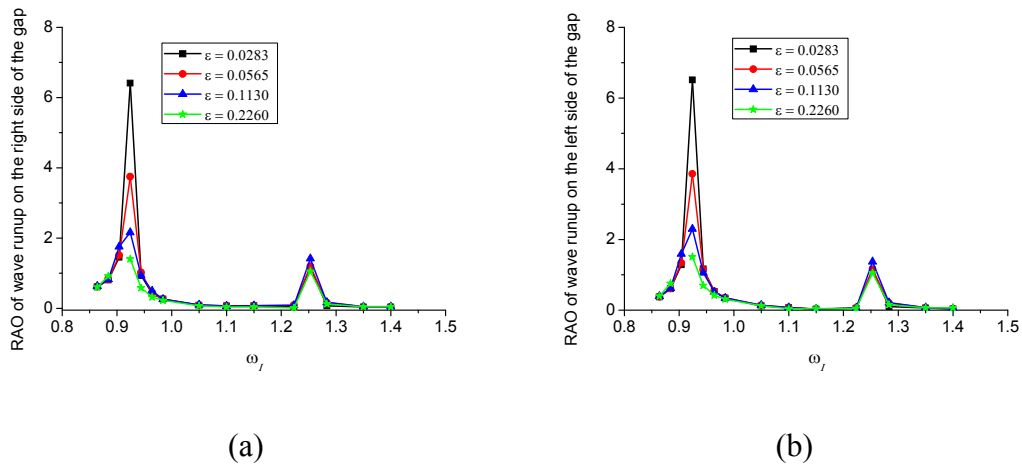 RAO of wave runup on the right side of the gap
8
6
4
2
0
ε = 0.0283
ε = 0.0565
ε = 0.1130
ε = 0.2260
0.8 0.9 1.0 1.1 1.2 1.3 1.4 1.5
ω_I
(a)
RAO of wave runup on the left side of the gap
8
6
4
2
0
ε = 0.0283
ε = 0.0565
ε = 0.1130
ε = 0.2260
0.8 0.9 1.0 1.1 1.2 1.3 1.4 1.5
ω_I
(b)